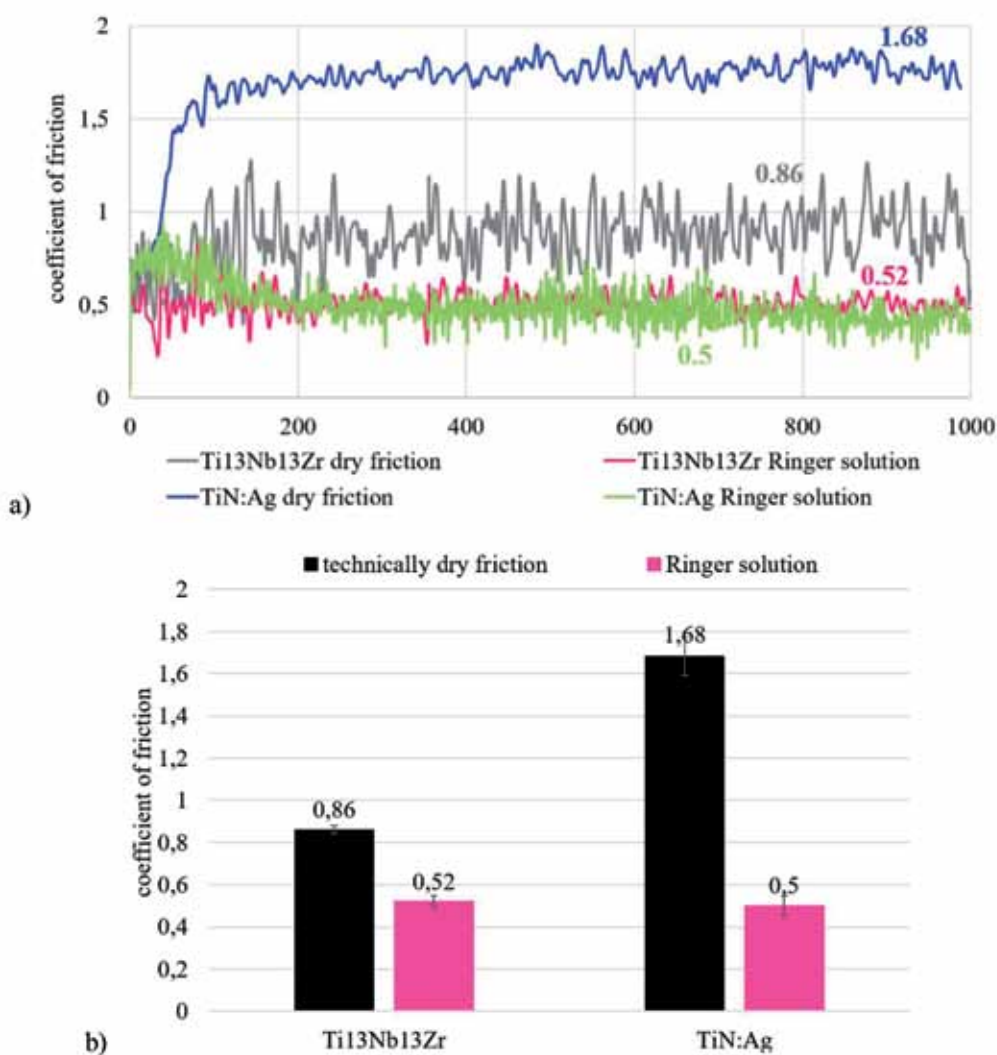 2
1.68
1,5
0.86
1
0.52
0,5
0.5
0
0 200 400 600 800 1000
coefficient of friction
Ti13Nb13Zr dry friction Ti13Nb13Zr Ringer solution
TiN:Ag dry friction TiN:Ag Ringer solution
a)
technically dry friction Ringer solution
2
1,8
1,68
1,6
1,4
1,2
1
0,86
0,8
0,6
0,52
0,5
0,4
0,2
0
coefficient of friction
Ti13Nb13Zr TiN:Ag
b)